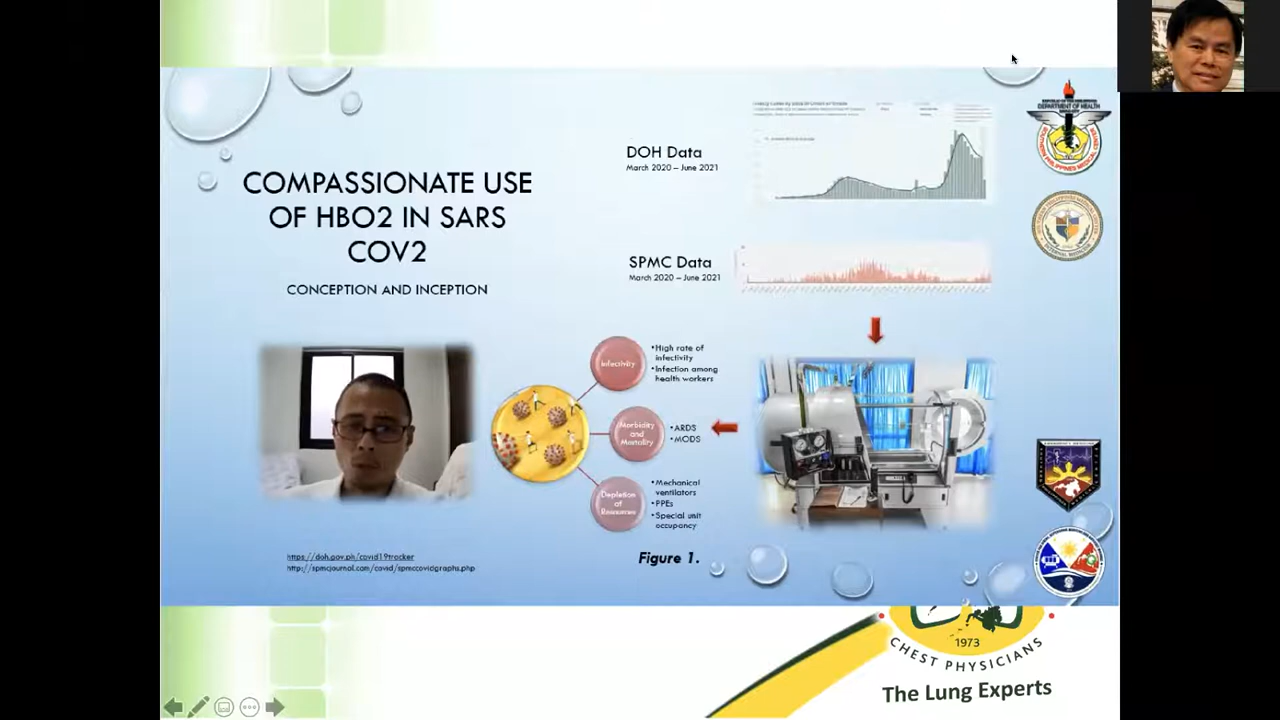 COMPASSIONATE USE
OF HBO2 IN SARS
COV2
CONCEPTION AND INCEPTION
DOH Data
March 2020 – June 2021
SPMC Data
March 2020 – June 2021
Infectivity
•High rate of
infectivity
•Infection among
health workers
Morbidity
and
Mortality
•ARDS
•MODS
Depletion
of
Resources
•Mechanical
ventilators
•PPEs
•Special unit
occupancy
Figure 1.
https://doh.gov.ph/covid19tracker
http://spmcjournal.com/covid/spmccovidgraphs.php
DEPARTMENT OF HEALTH
1973
CHEST PHYSICIANS
The Lung Experts